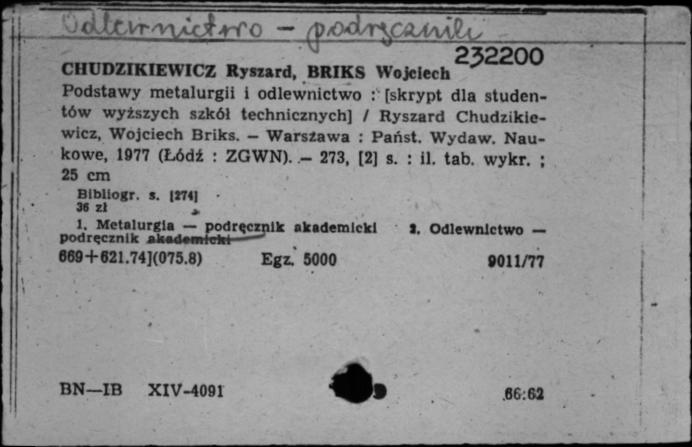 Odlewnictwo - podręczniki
232200
CHUDZIKIEWICZ Ryszard, BRIKS Wojciech
Podstawy metalurgii i odlewnictwo : [skrypt dla studen-
tów wyższych szkół technicznych] / Ryszard Chudzikie-
wicz, Wojciech Briks. — Warszawa : Państ. Wydaw. Nau-
kowe, 1977 (Łódź : ZGWN). — 273, [2] s. : il. tab. wykr. ;
25 cm
Bibliogr. s. [274]
36 zł
1. Metalurgia — podręcznik akademicki 2. Odlewnictwo —
podręcznik akademicki
669+621.74](075.8) Egz. 5000 9011/77
BN—IB XIV-4091 66:62